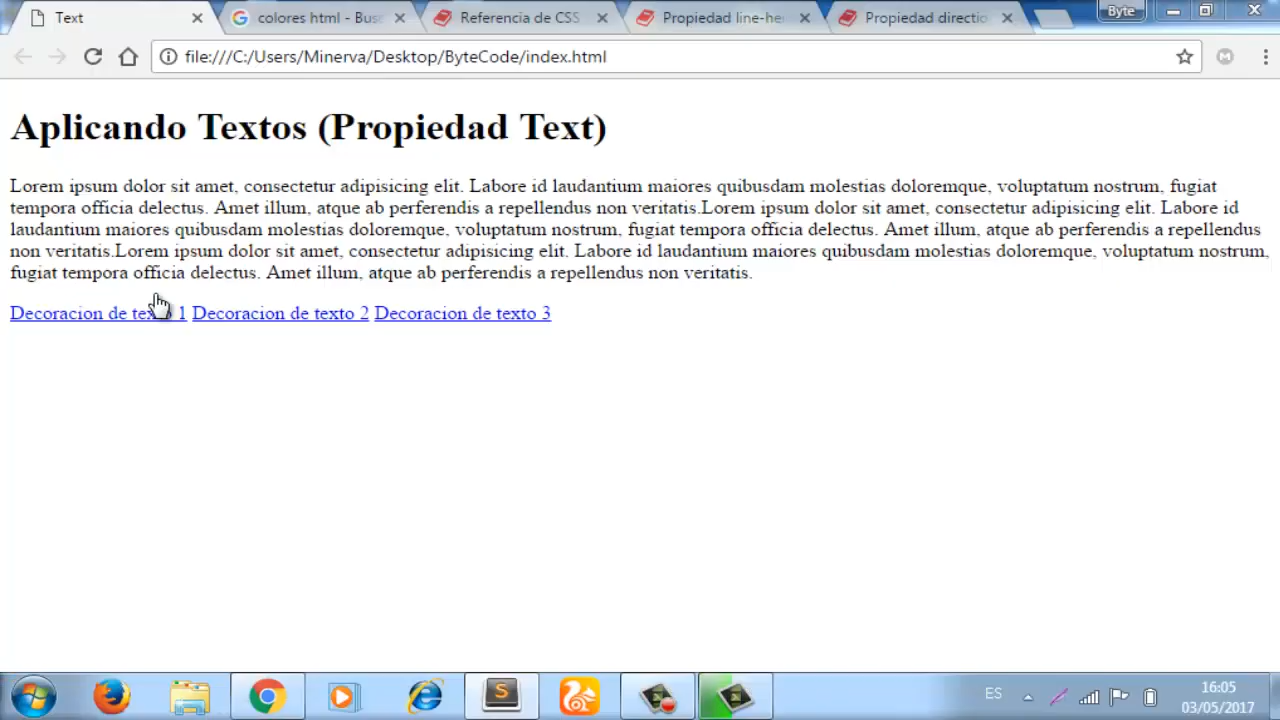 Text
colores html - Bus
Referencia de CSS
Propiedad line-he
Propiedad directio
Byte
file:///C:/Users/Minerva/Desktop/ByteCode/index.html
M
Aplicando Textos (Propiedad Text)
Lorem ipsum dolor sit amet, consectetur adipisicing elit. Labore id laudantium maiores quibusdam molestias doloremque, voluptatum nostrum, fugiat
tempora officia delectus. Amet illum, atque ab perferendis a repellendus non veritatis.Lorem ipsum dolor sit amet, consectetur adipisicing elit. Labore id
laudantium maiores quibusdam molestias doloremque, voluptatum nostrum, fugiat tempora officia delectus. Amet illum, atque ab perferendis a repellendus
non veritatis.Lorem ipsum dolor sit amet, consectetur adipisicing elit. Labore id laudantium maiores quibusdam molestias doloremque, voluptatum nostrum,
fugiat tempora officia delectus. Amet illum, atque ab perferendis a repellendus non veritatis.
Decoracion de texto 1 Decoracion de texto 2 Decoracion de texto 3
ES
16:05
03/05/2017